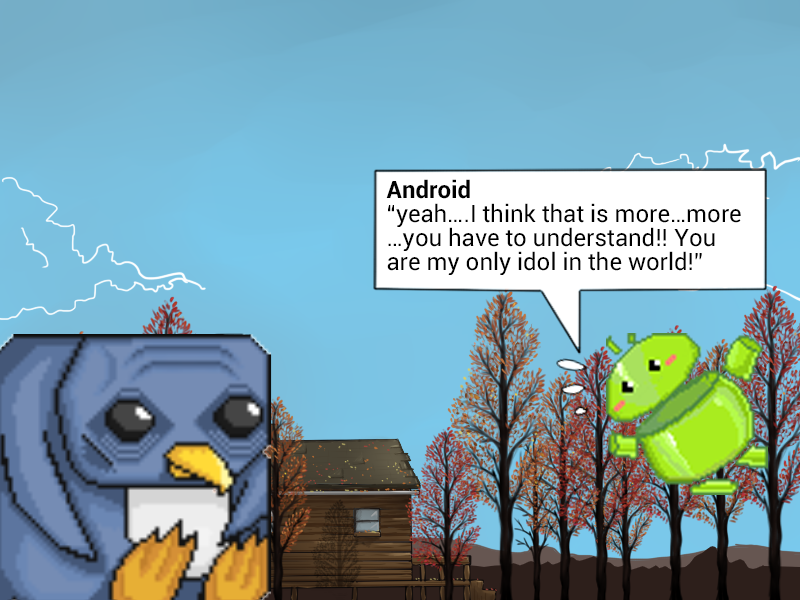 Android
“yeah....I think that is more...more
...you have to understand!! You
are my only idol in the world!”